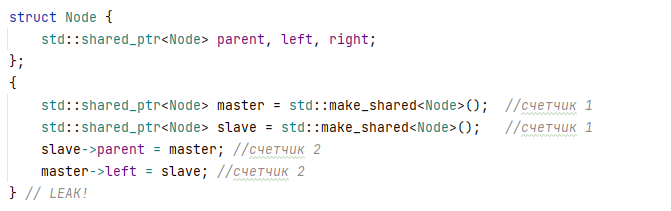 struct Node {
    std::shared_ptr<Node> parent, left, right;
};
{
    std::shared_ptr<Node> master = std::make_shared<Node>();  //счетчик 1
    std::shared_ptr<Node> slave = std::make_shared<Node>();   //счетчик 1
    slave->parent = master; //счетчик 2
    master->left = slave; //счетчик 2
} // LEAK!